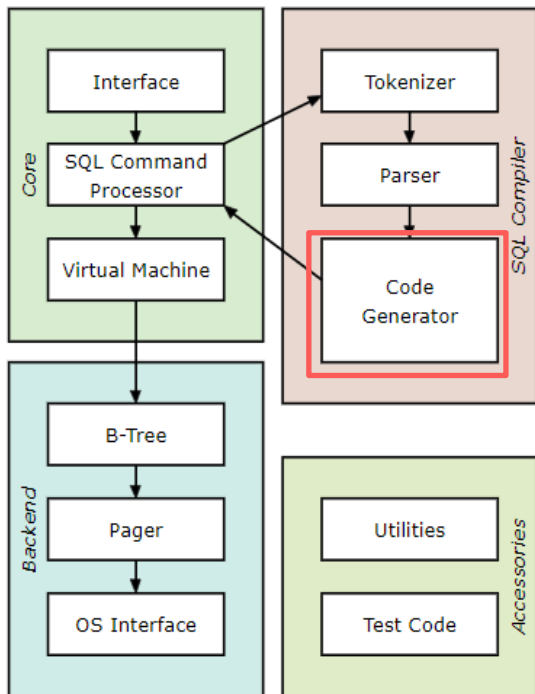 Core
Interface
SQL Command
Processor
Virtual Machine
SQL Compiler
Tokenizer
Parser
Code
Generator
Backend
B-Tree
Pager
OS Interface
Accessories
Utilities
Test Code